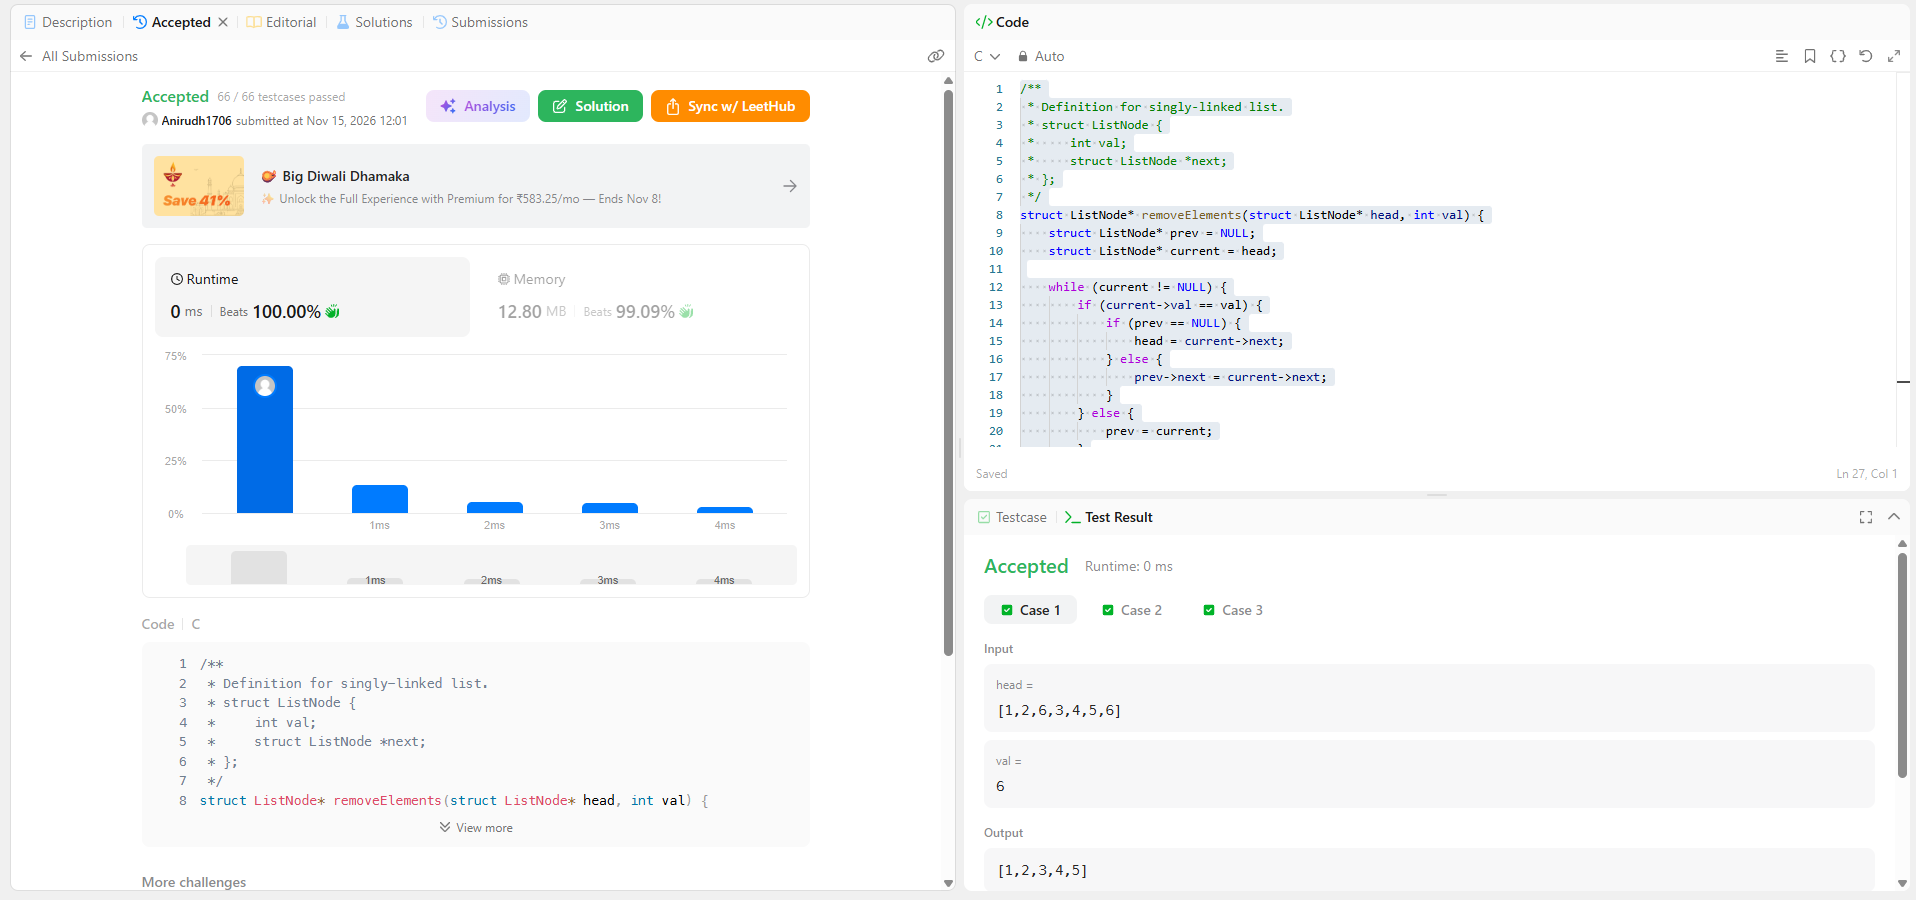 Description
Accepted
Editorial
Solutions
Submissions
All Submissions
Accepted 66 / 66 testcases passed
Anirudh1706 submitted at Nov 15, 2026 12:01
Analysis
Solution
Sync w/ LeetHub
Save 41%
Big Diwali Dhamaka
Unlock the Full Experience with Premium for ₹583.25/mo — Ends Nov 8!
Runtime
0 ms | Beats 100.00%
Memory
12.80 MB | Beats 99.09%
75%
50%
25%
0%
1ms 2ms 3ms 4ms
1ms 2ms 3ms 4ms
Code | C
1 /**
2  * Definition for singly-linked list.
3  * struct ListNode {
4  *     int val;
5  *     struct ListNode *next;
6  * };
7  */
8 struct ListNode* removeElements(struct ListNode* head, int val) {
View more
More challenges
</> Code
C
Auto
1 /**
2  * Definition for singly-linked list.
3  * struct ListNode {
4  *     int val;
5  *     struct ListNode *next;
6  * };
7  */
8 struct ListNode* removeElements(struct ListNode* head, int val) {
9     struct ListNode* prev = NULL;
10     struct ListNode* current = head;
11
12     while (current != NULL) {
13         if (current->val == val) {
14             if (prev == NULL) {
15                 head = current->next;
16             } else {
17                 prev->next = current->next;
18             }
19         } else {
20             prev = current;
Saved
Ln 27, Col 1
Testcase
Test Result
Accepted Runtime: 0 ms
Case 1
Case 2
Case 3
Input
head =
[1,2,6,3,4,5,6]
val =
6
Output
[1,2,3,4,5]